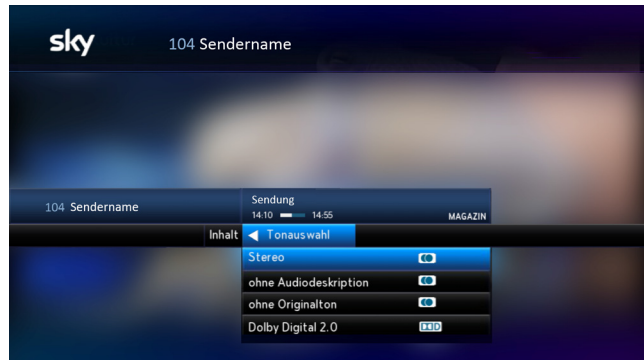 sky
104 Sendername
104 Sendername
Sendung
14:10 14:55
MAGAZIN
Inhalt Tonauswahl
Stereo
ohne Audiodeskription
ohne Originalton
Dolby Digital 2.0